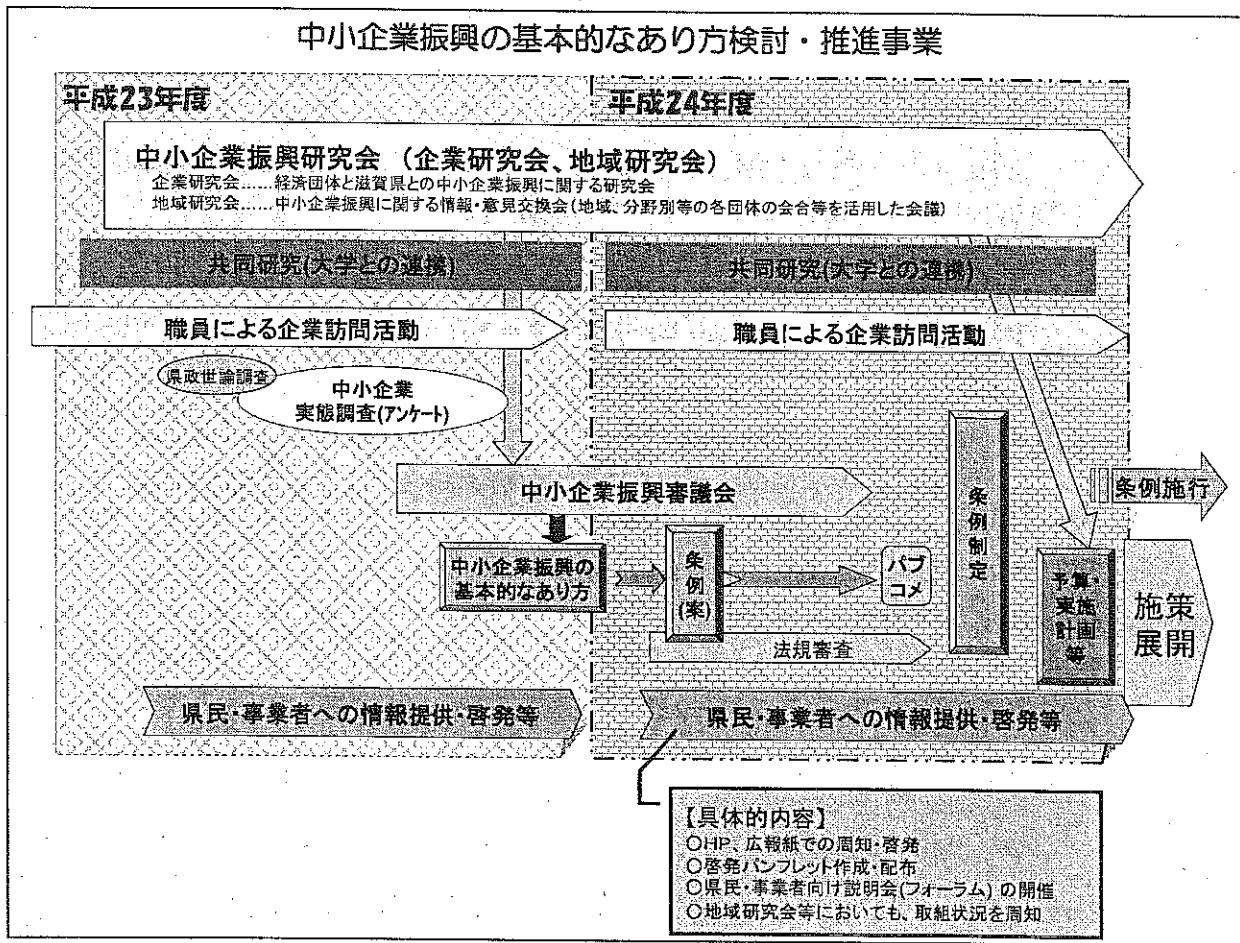 中小企業振興の基本的なあり方検討・推進事業
平成23年度
平成24年度
中小企業振興研究会 (企業研究会、地域研究会)
企業研究会……経済団体と滋賀県との中小企業振興に関する研究会
地域研究会……中小企業振興に関する情報・意見交換会(地域、分野別等の各団体の会合等を活用した会議)
共同研究(大学との連携)
共同研究(大学との連携)
職員による企業訪問活動
職員による企業訪問活動
県政世論調査
中小企業
実態調査(アンケート)
中小企業振興審議会
条例制定
条例施行
中小企業振興の
基本的なあり方
条例(案)
パブ
コメ
予算・
実施
計画
等
施策
展開
法規審査
県民・事業者への情報提供・啓発等
県民・事業者への情報提供・啓発等
【具体的内容】
○HP、広報紙での周知・啓発
○啓発パンフレット作成・配布
○県民・事業者向け説明会(フォーラム) の開催
○地域研究会等においても、取組状況を周知